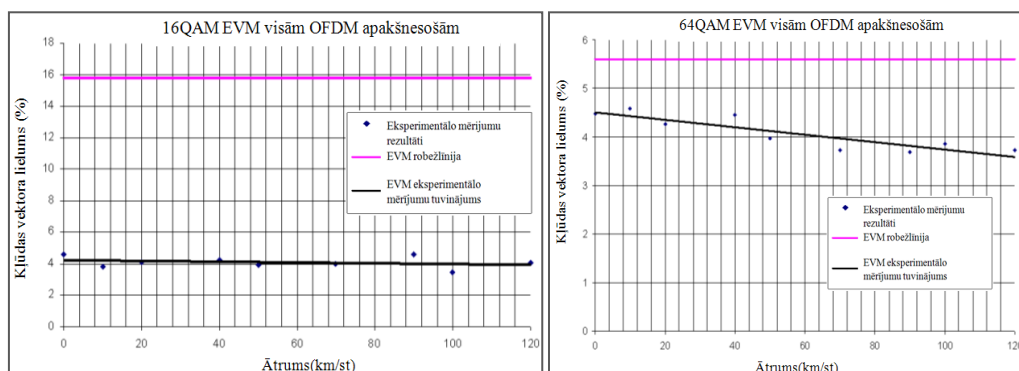 16QAM EVM visām OFDM apakšnesošām
Kļūdas vektora lielums (%)
18
16
14
12
10
8
6
4
2
0
Eksperimentālo mērījumu
rezultāti
EVM robežlīnija
EVM eksperimentālo
mērījumu tuvinājums
0 20 40 60 80 100 120
Ātrums(km/st)
64QAM EVM visām OFDM apakšnesošām
Kļūdas vektora lielums (%)
6
5
4
3
2
1
0
Eksperimentālo mērījumu
rezultāti
EVM robežlīnija
EVM eksperimentālo
mērījumu tuvinājums
0 20 40 60 80 100 120
Ātrums(km/st)